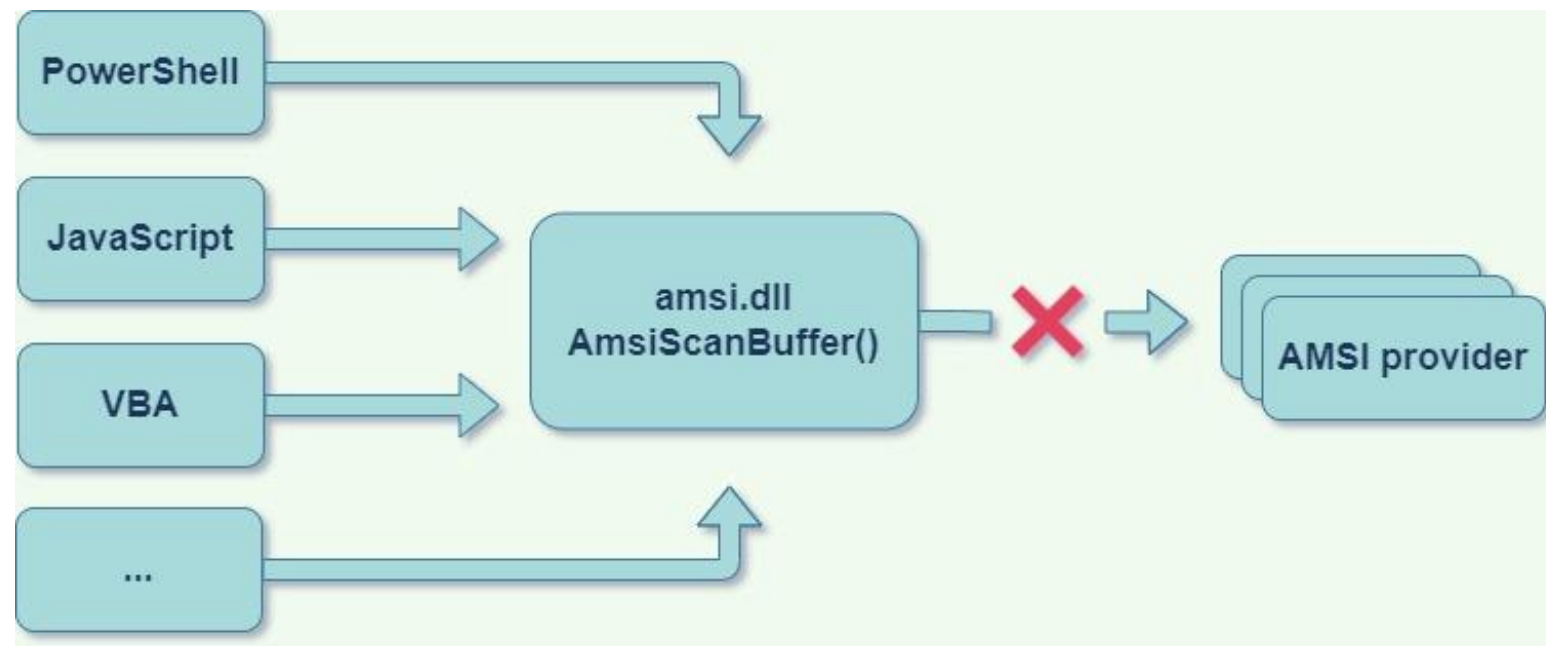 PowerShell
JavaScript
VBA
...
amsi.dll
AmsiScanBuffer()
AMSI provider